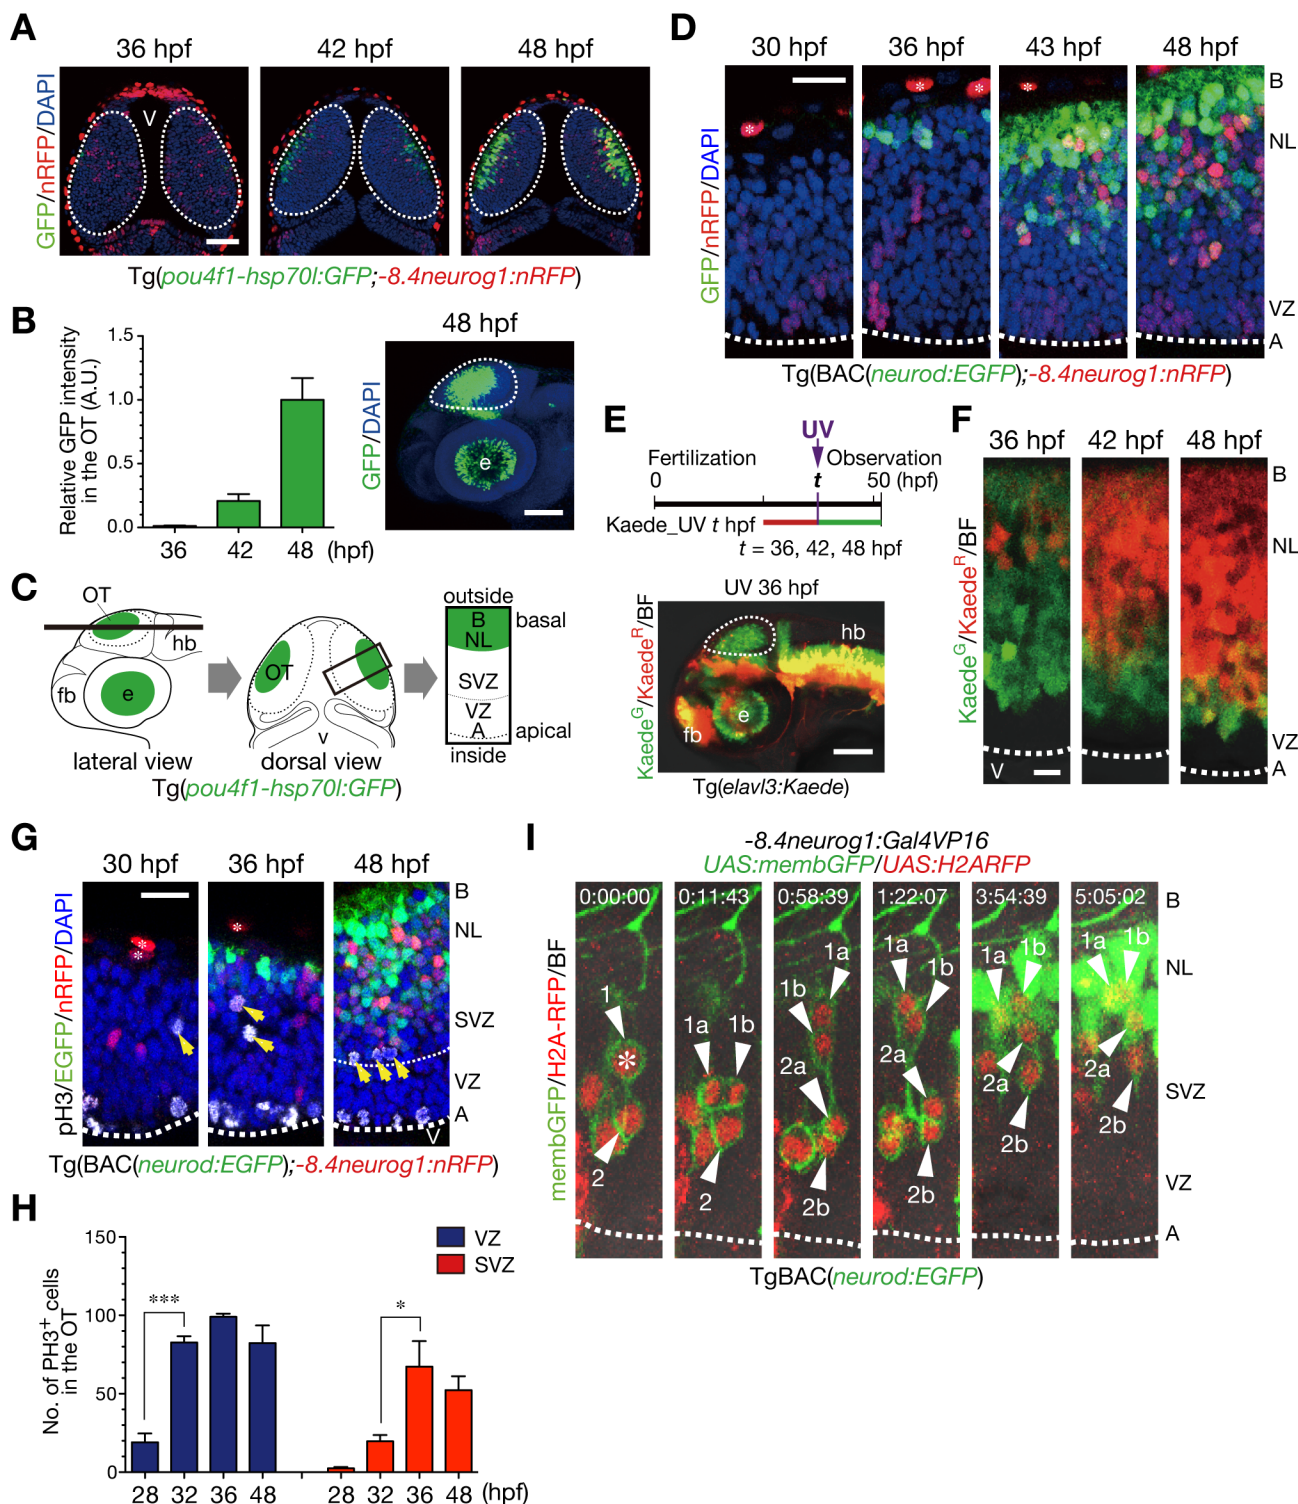 A
36 hpf
42 hpf
48 hpf
GFP/nRFP/DAPI
V
Tg(pou4f1-hsp70l:GFP;-8.4neurog1:nRFP)
B
Relative GFP intensity
in the OT (A.U.)
1.5
1.0
0.5
0.0
36 42 48 (hpf)
48 hpf
GFP/DAPI
e
C
OT
hb
fb
e
lateral view
OT
v
dorsal view
outside
B
NL
basal
SVZ
VZ
A
apical
inside
Tg(pou4f1-hsp70l:GFP)
D
30 hpf
36 hpf
43 hpf
48 hpf
GFP/nRFP/DAPI
*
*
*
*
B
NL
VZ
A
Tg(BAC(neurod:EGFP);-8.4neurog1:nRFP)
E
UV
Fertilization
Observation
0
t
50 (hpf)
Kaede_UV t hpf
t = 36, 42, 48 hpf
UV 36 hpf
KaedeG/KaedeR/BF
hb
e
fb
Tg(elavl3:Kaede)
F
36 hpf
42 hpf
48 hpf
KaedeG/KaedeR/BF
V
B
NL
VZ
A
G
30 hpf
36 hpf
48 hpf
pH3/EGFP/nRFP/DAPI
*
*
*
V
B
NL
SVZ
VZ
A
Tg(BAC(neurod:EGFP);-8.4neurog1:nRFP)
H
No. of PH3+ cells
in the OT
150
100
50
0
***
*
VZ
SVZ
28 32 36 48 28 32 36 48 (hpf)
I
-8.4neurog1:Gal4VP16
UAS:membGFP/UAS:H2ARFP
membGFP/H2A-RFP/BF
0:00:00
0:11:43
0:58:39
1:22:07
3:54:39
5:05:02
1
*
2
1a
1b
2
1a
1b
2a
2b
1a
1b
2a
2b
1a
1b
2a
2b
1a
1b
2a
2b
B
NL
SVZ
VZ
A
TgBAC(neurod:EGFP)